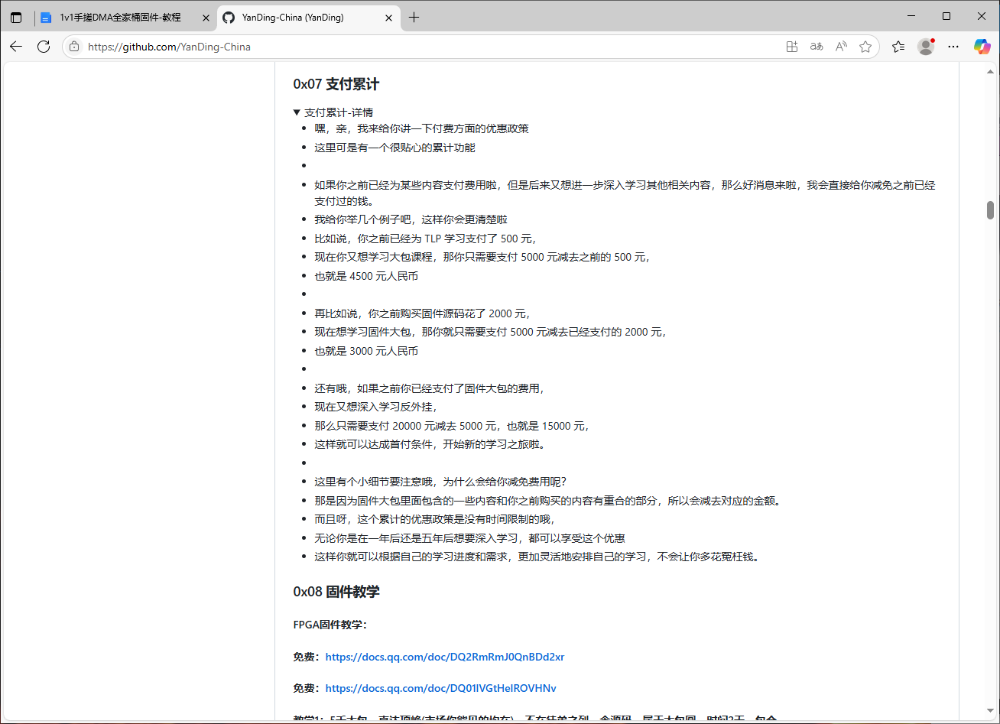 1v1手搓DMA全家桶固件-教程
YanDing-China (YanDing)
https://github.com/YanDing-China
0x07 支付累计
▼ 支付累计-详情
• 嘿，亲，我来给你讲一下付费方面的优惠政策
• 这里可是有一个很贴心的累计功能
•
• 如果你之前已经为某些内容支付费用啦，但是后来又想进一步深入学习其他相关内容，那么好消息来啦，我会直接给你减免之前已经
支付过的钱。
• 我给你举几个例子吧，这样你会更清楚啦
• 比如说，你之前已经为 TLP 学习支付了 500 元，
• 现在你又想学习大包课程，那你只需要支付 5000 元减去之前的 500 元，
• 也就是 4500 元人民币
•
• 再比如说，你之前购买固件源码花了 2000 元，
• 现在想学习固件大包，那你就只需要支付 5000 元减去已经支付的 2000 元，
• 也就是 3000 元人民币
•
• 还有哦，如果之前你已经支付了固件大包的费用，
• 现在又想深入学习反外挂，
• 那么只需要支付 20000 元减去 5000 元，也就是 15000 元，
• 这样就可以达成首付条件，开始新的学习之旅啦。
•
• 这里有个小细节要注意哦，为什么会给你减免费用呢？
• 那是因为固件大包里面包含的一些内容和你之前购买的内容有重合的部分，所以会减去对应的金额。
• 而且呀，这个累计的优惠政策是没有时间限制的哦，
• 无论你是在一年后还是五年后想要深入学习，都可以享受这个优惠
• 这样你就可以根据自己的学习进度和需求，更加灵活地安排自己的学习，不会让你多花冤枉钱。
0x08 固件教学
FPGA固件教学：
免费：https://docs.qq.com/doc/DQ2RmRmJ0QnBDd2xr
免费：https://docs.qq.com/doc/DQ01lVGtHelROVHNv